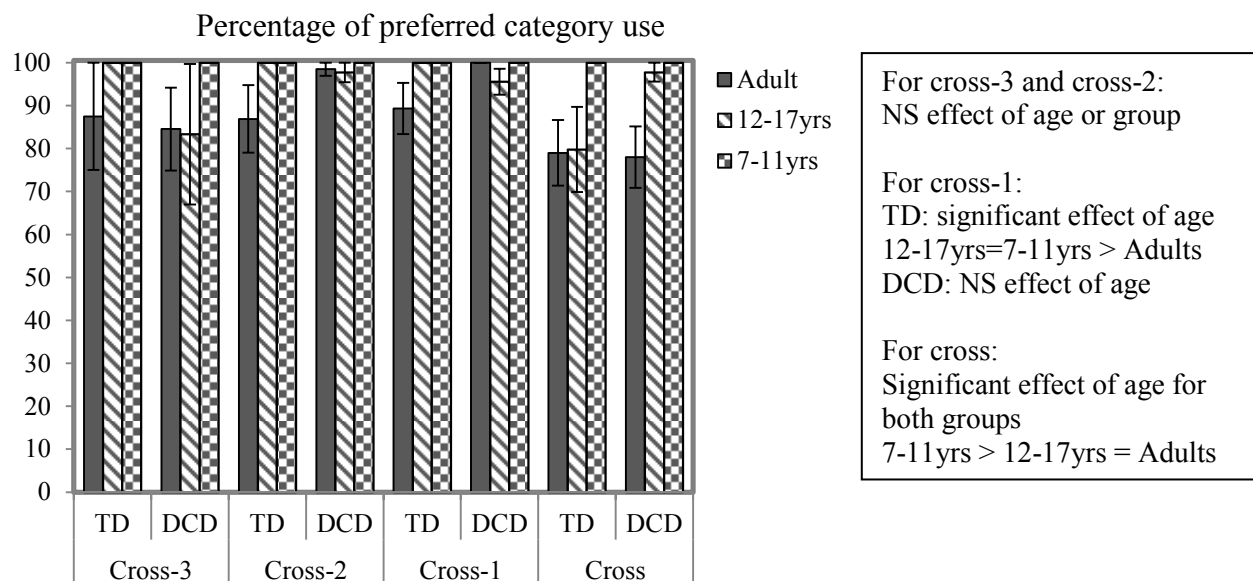 Percentage of preferred category use
100
90
80
70
60
50
40
30
20
10
0
TD DCD TD DCD TD DCD TD DCD
Cross-3 Cross-2 Cross-1 Cross
Adult
12-17yrs
7-11yrs
For cross-3 and cross-2:
NS effect of age or group
For cross-1:
TD: significant effect of age
12-17yrs=7-11yrs > Adults
DCD: NS effect of age
For cross:
Significant effect of age for
both groups
7-11yrs > 12-17yrs = Adults